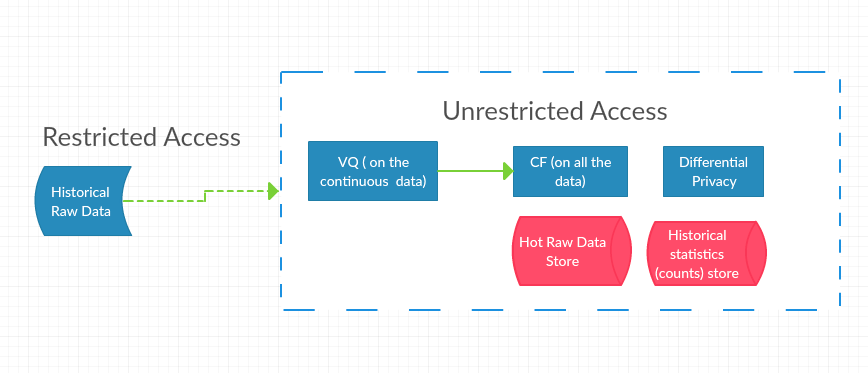 Restricted Access
Historical
Raw Data
Unrestricted Access
VQ ( on the
continuous data)
CF (on all the
data)
Differential
Privacy
Hot Raw Data
Store
Historical
statistics
(counts) store